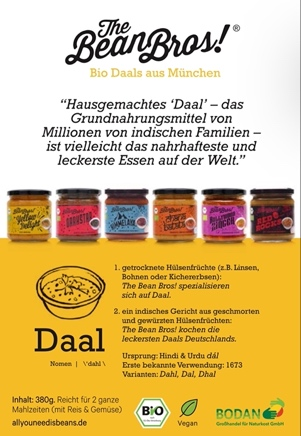 The
BeanBros!®
Bio Daals aus München
“Hausgemachtes ‘Daal’ – das
Grundnahrungsmittel von
Millionen von indischen Familien –
ist vielleicht das nahrhafteste und
leckerste Essen auf der Welt.”
1. getrocknete Hülsenfrüchte (z.B. Linsen,
Bohnen oder Kichererbsen):
The Bean Bros! spezialisieren
sich auf Daal.
2. ein indisches Gericht aus geschmorten
und gewürzten Hülsenfrüchten:
The Bean Bros! kochen die
leckersten Daals Deutschlands.
Daal
Nomen | \'dahl \
Ursprung: Hindi & Urdu dāl
Erste bekannte Verwendung: 1673
Varianten: Dahl, Dal, Dhal
Inhalt: 380g. Reicht für 2 ganze
Mahlzeiten (mit Reis & Gemüse)
allyouneedisbeans.de
BIO
Vegan
BODAN
Großhandel für Naturkost GmbH